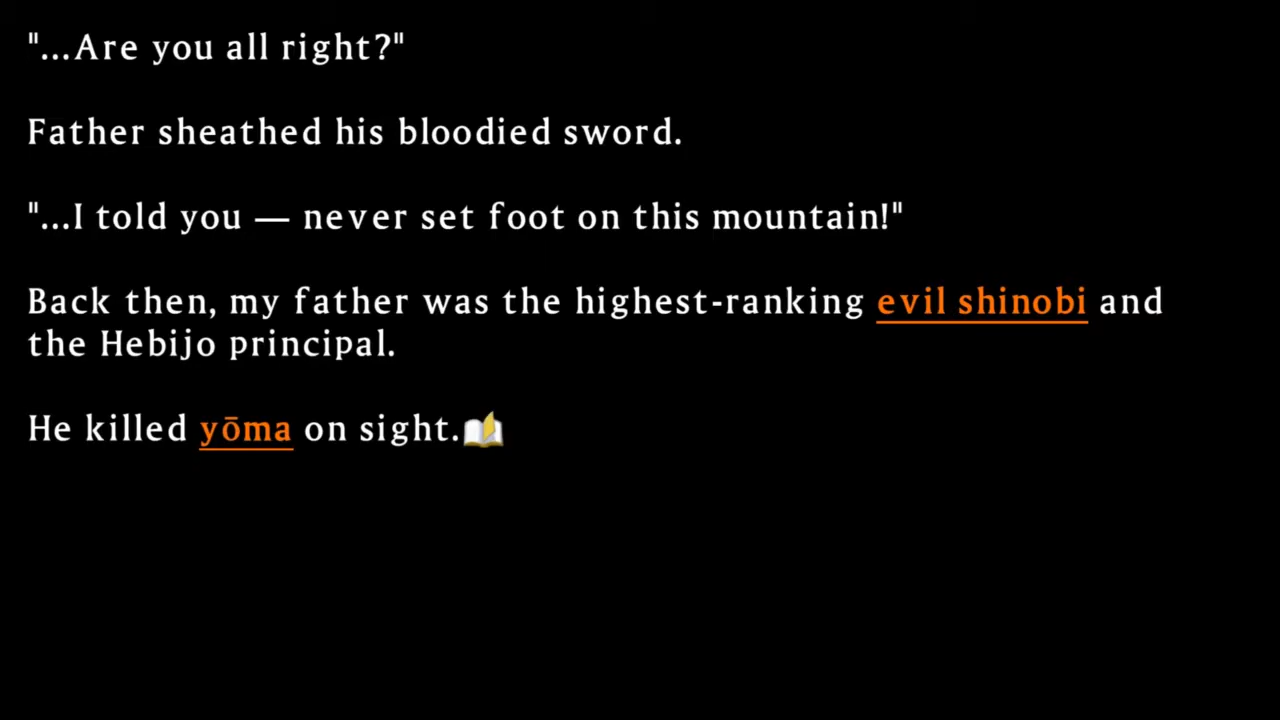 "...Are you all right?"
Father sheathed his bloodied sword.
"...I told you — never set foot on this mountain!"
Back then, my father was the highest-ranking evil shinobi and
the Hebijo principal.
He killed yōma on sight.